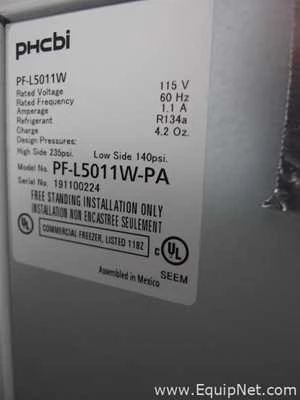 PHCbi
PF-L5011W
Rated Voltage 115 V
Rated Frequency 60 Hz
Amperage 1.1 A
Refrigerant R134a
Charge 4.2 Oz.
Design Pressures:
High Side 235psi. Low Side 140psi.
Model No. PF-L5011W-PA
Serial No. 191100224
FREE STANDING INSTALLATION ONLY
INSTALLATION NON ENCASTREE SEULEMENT
UL COMMERCIAL FREEZER, LISTED 11BZ c UL
Assembled in Mexico SEEM
www.EquipNet.com